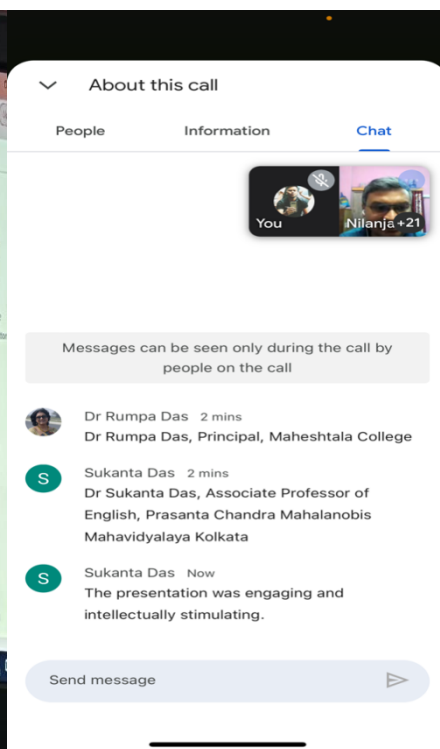 About this call
People Information Chat
You Nilanja +21
Messages can be seen only during the call by
people on the call
Dr Rumpa Das 2 mins
Dr Rumpa Das, Principal, Maheshtala College
S
Sukanta Das 2 mins
Dr Sukanta Das, Associate Professor of
English, Prasanta Chandra Mahalanobis
Mahavidyalaya Kolkata
S
Sukanta Das Now
The presentation was engaging and
intellectually stimulating.
Send message